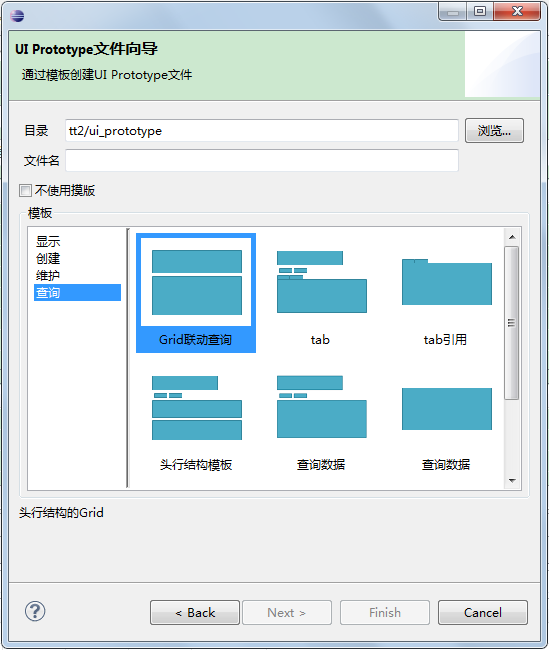 UI Prototype文件向导
通过模板创建UI Prototype文件
目录 tt2/ui_prototype 浏览...
文件名
不使用摸版
模板
显示
创建
维护
查询
Grid联动查询 tab tab引用
头行结构模板 查询数据 查询数据
头行结构的Grid
? < Back Next > Finish Cancel